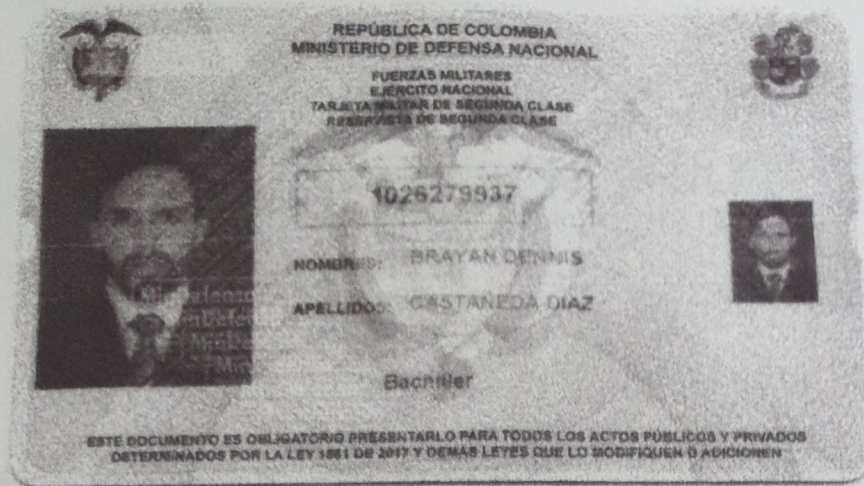 REPÚBLICA DE COLOMBIA
MINISTERIO DE DEFENSA NACIONAL
FUERZAS MILITARES
EJERCITO NACIONAL
TARJETA MILITAR DE SEGUNDA CLASE
RESERVISTA DE SEGUNDA CLASE
1026279937
NOMBRES: BRAYAN DENNIS
APELLIDOS: CASTAÑEDA DIAZ
Bachiller
ESTE DOCUMENTO ES OBLIGATORIO PRESENTARLO PARA TODOS LOS ACTOS PÚBLICOS Y PRIVADOS
DETERMINADOS POR LA LEY 1861 DE 2017 Y DEMAS LEYES QUE LO MODIFIQUEN O ADICIONEN